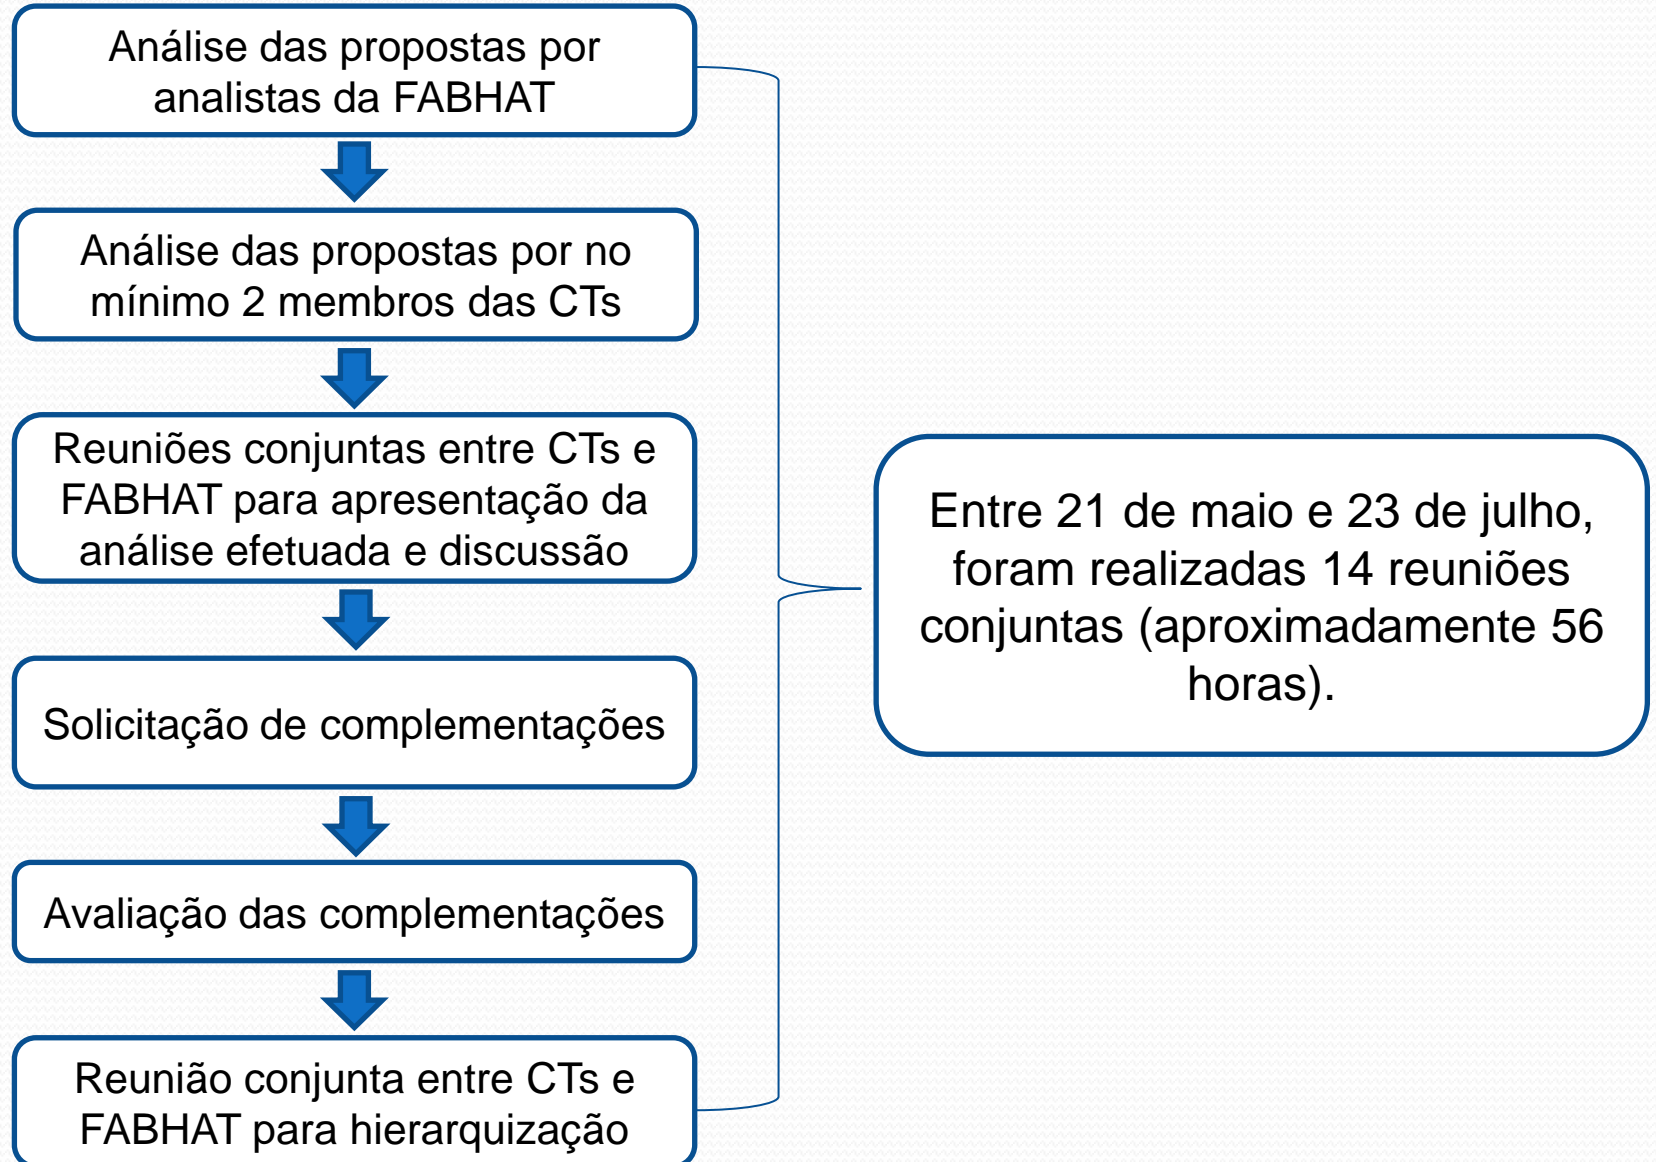 Análise das propostas por
analistas da FABHAT
Análise das propostas por no
mínimo 2 membros das CTs
Reuniões conjuntas entre CTs e
FABHAT para apresentação da
análise efetuada e discussão
Solicitação de complementações
Avaliação das complementações
Reunião conjunta entre CTs e
FABHAT para hierarquização
Entre 21 de maio e 23 de julho,
foram realizadas 14 reuniões
conjuntas (aproximadamente 56
horas).